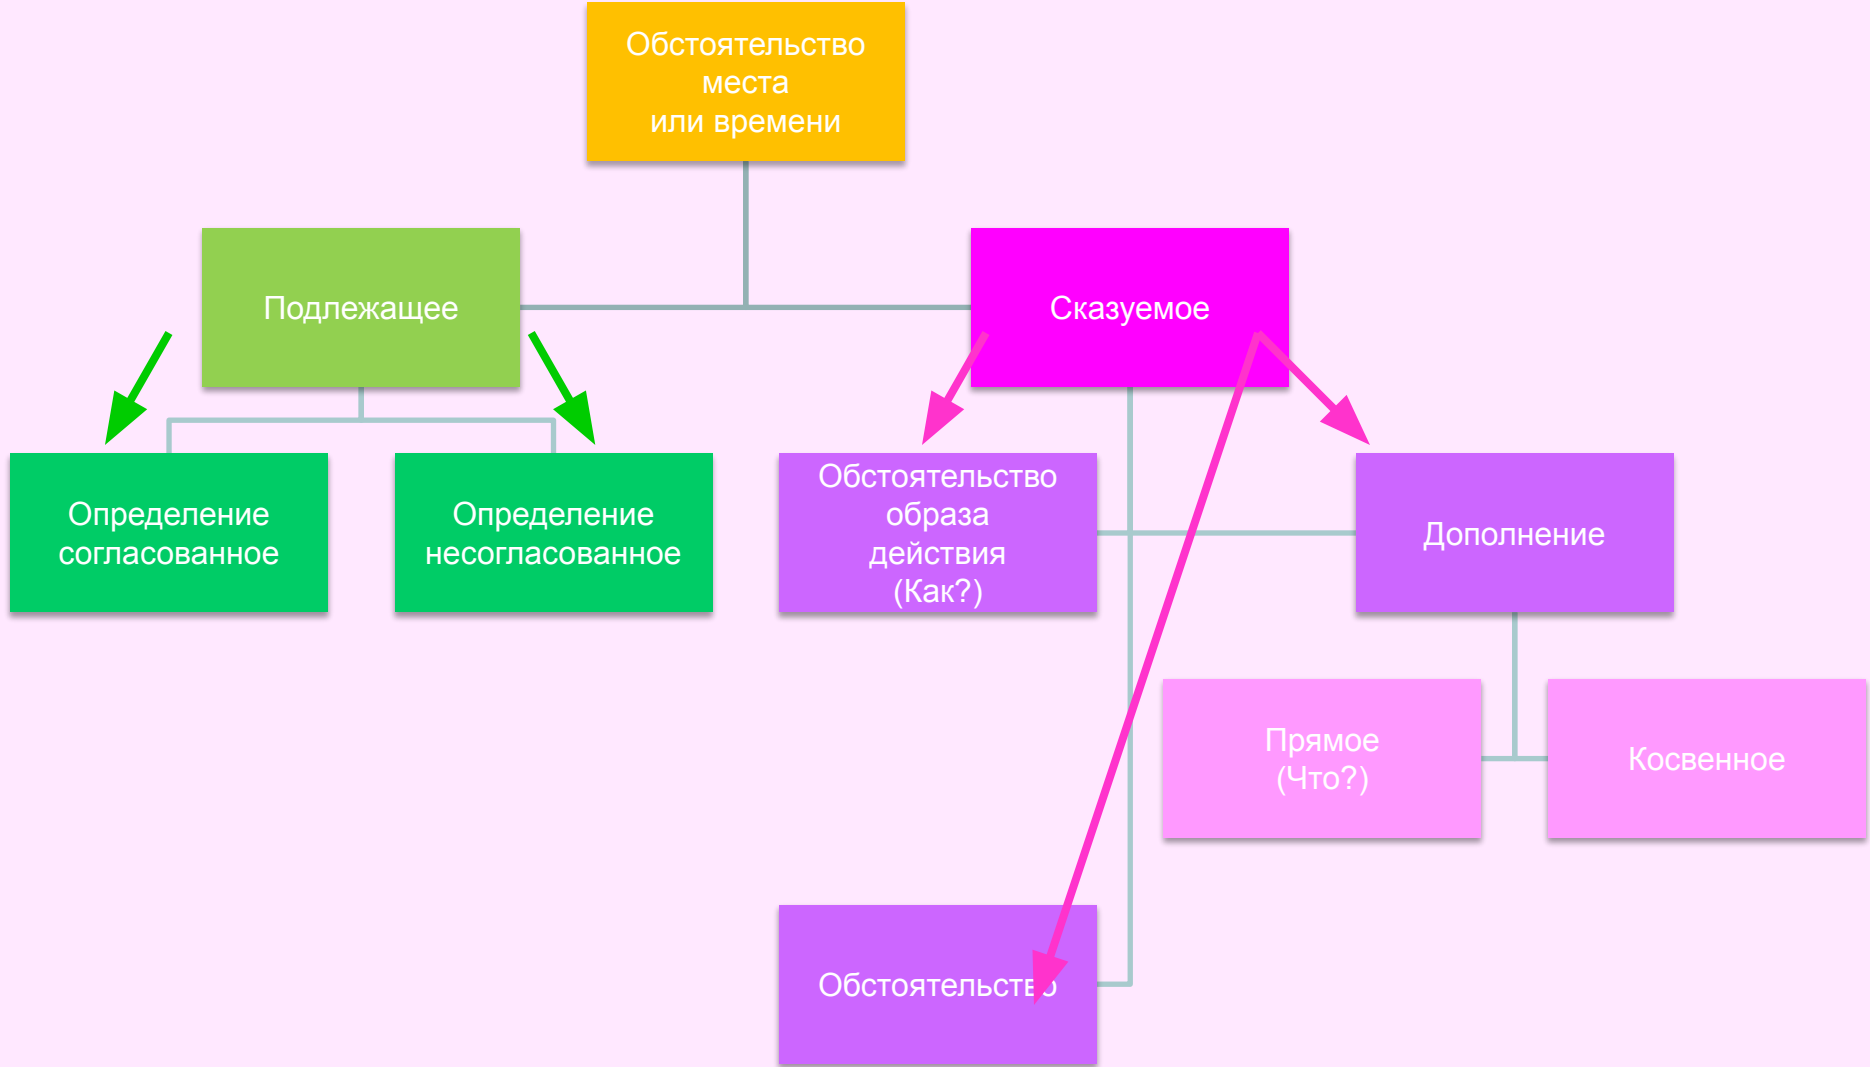 Обстоятельство
места
или времени
Подлежащее
Сказуемое
Определение
согласованное
Определение
несогласованное
Обстоятельство
образа
действия
(Как?)
Дополнение
Прямое
(Что?)
Косвенное
Обстоятельство